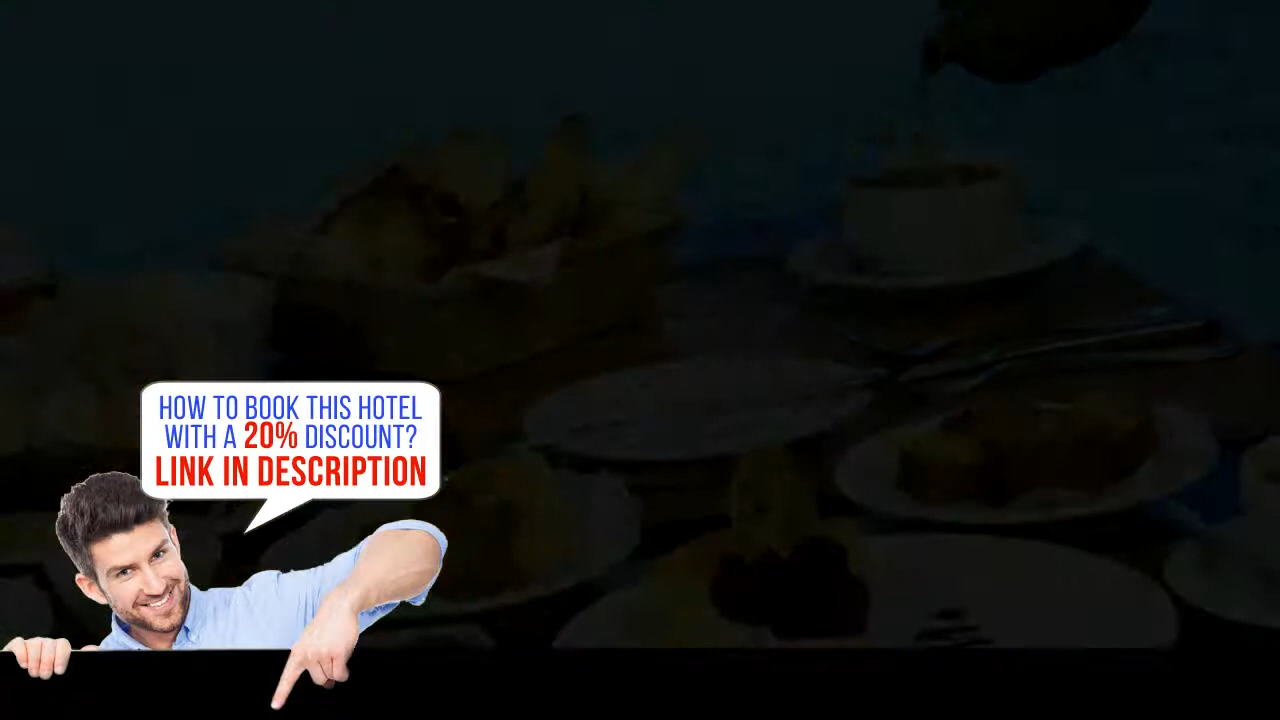 HOW TO BOOK THIS HOTEL
WITH A 20% DISCOUNT?
LINK IN DESCRIPTION